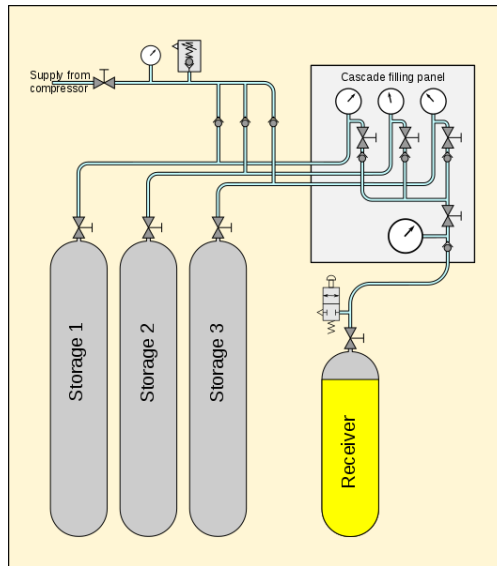 Supply from
compressor
Cascade filling panel
Storage 1
Storage 2
Storage 3
Receiver